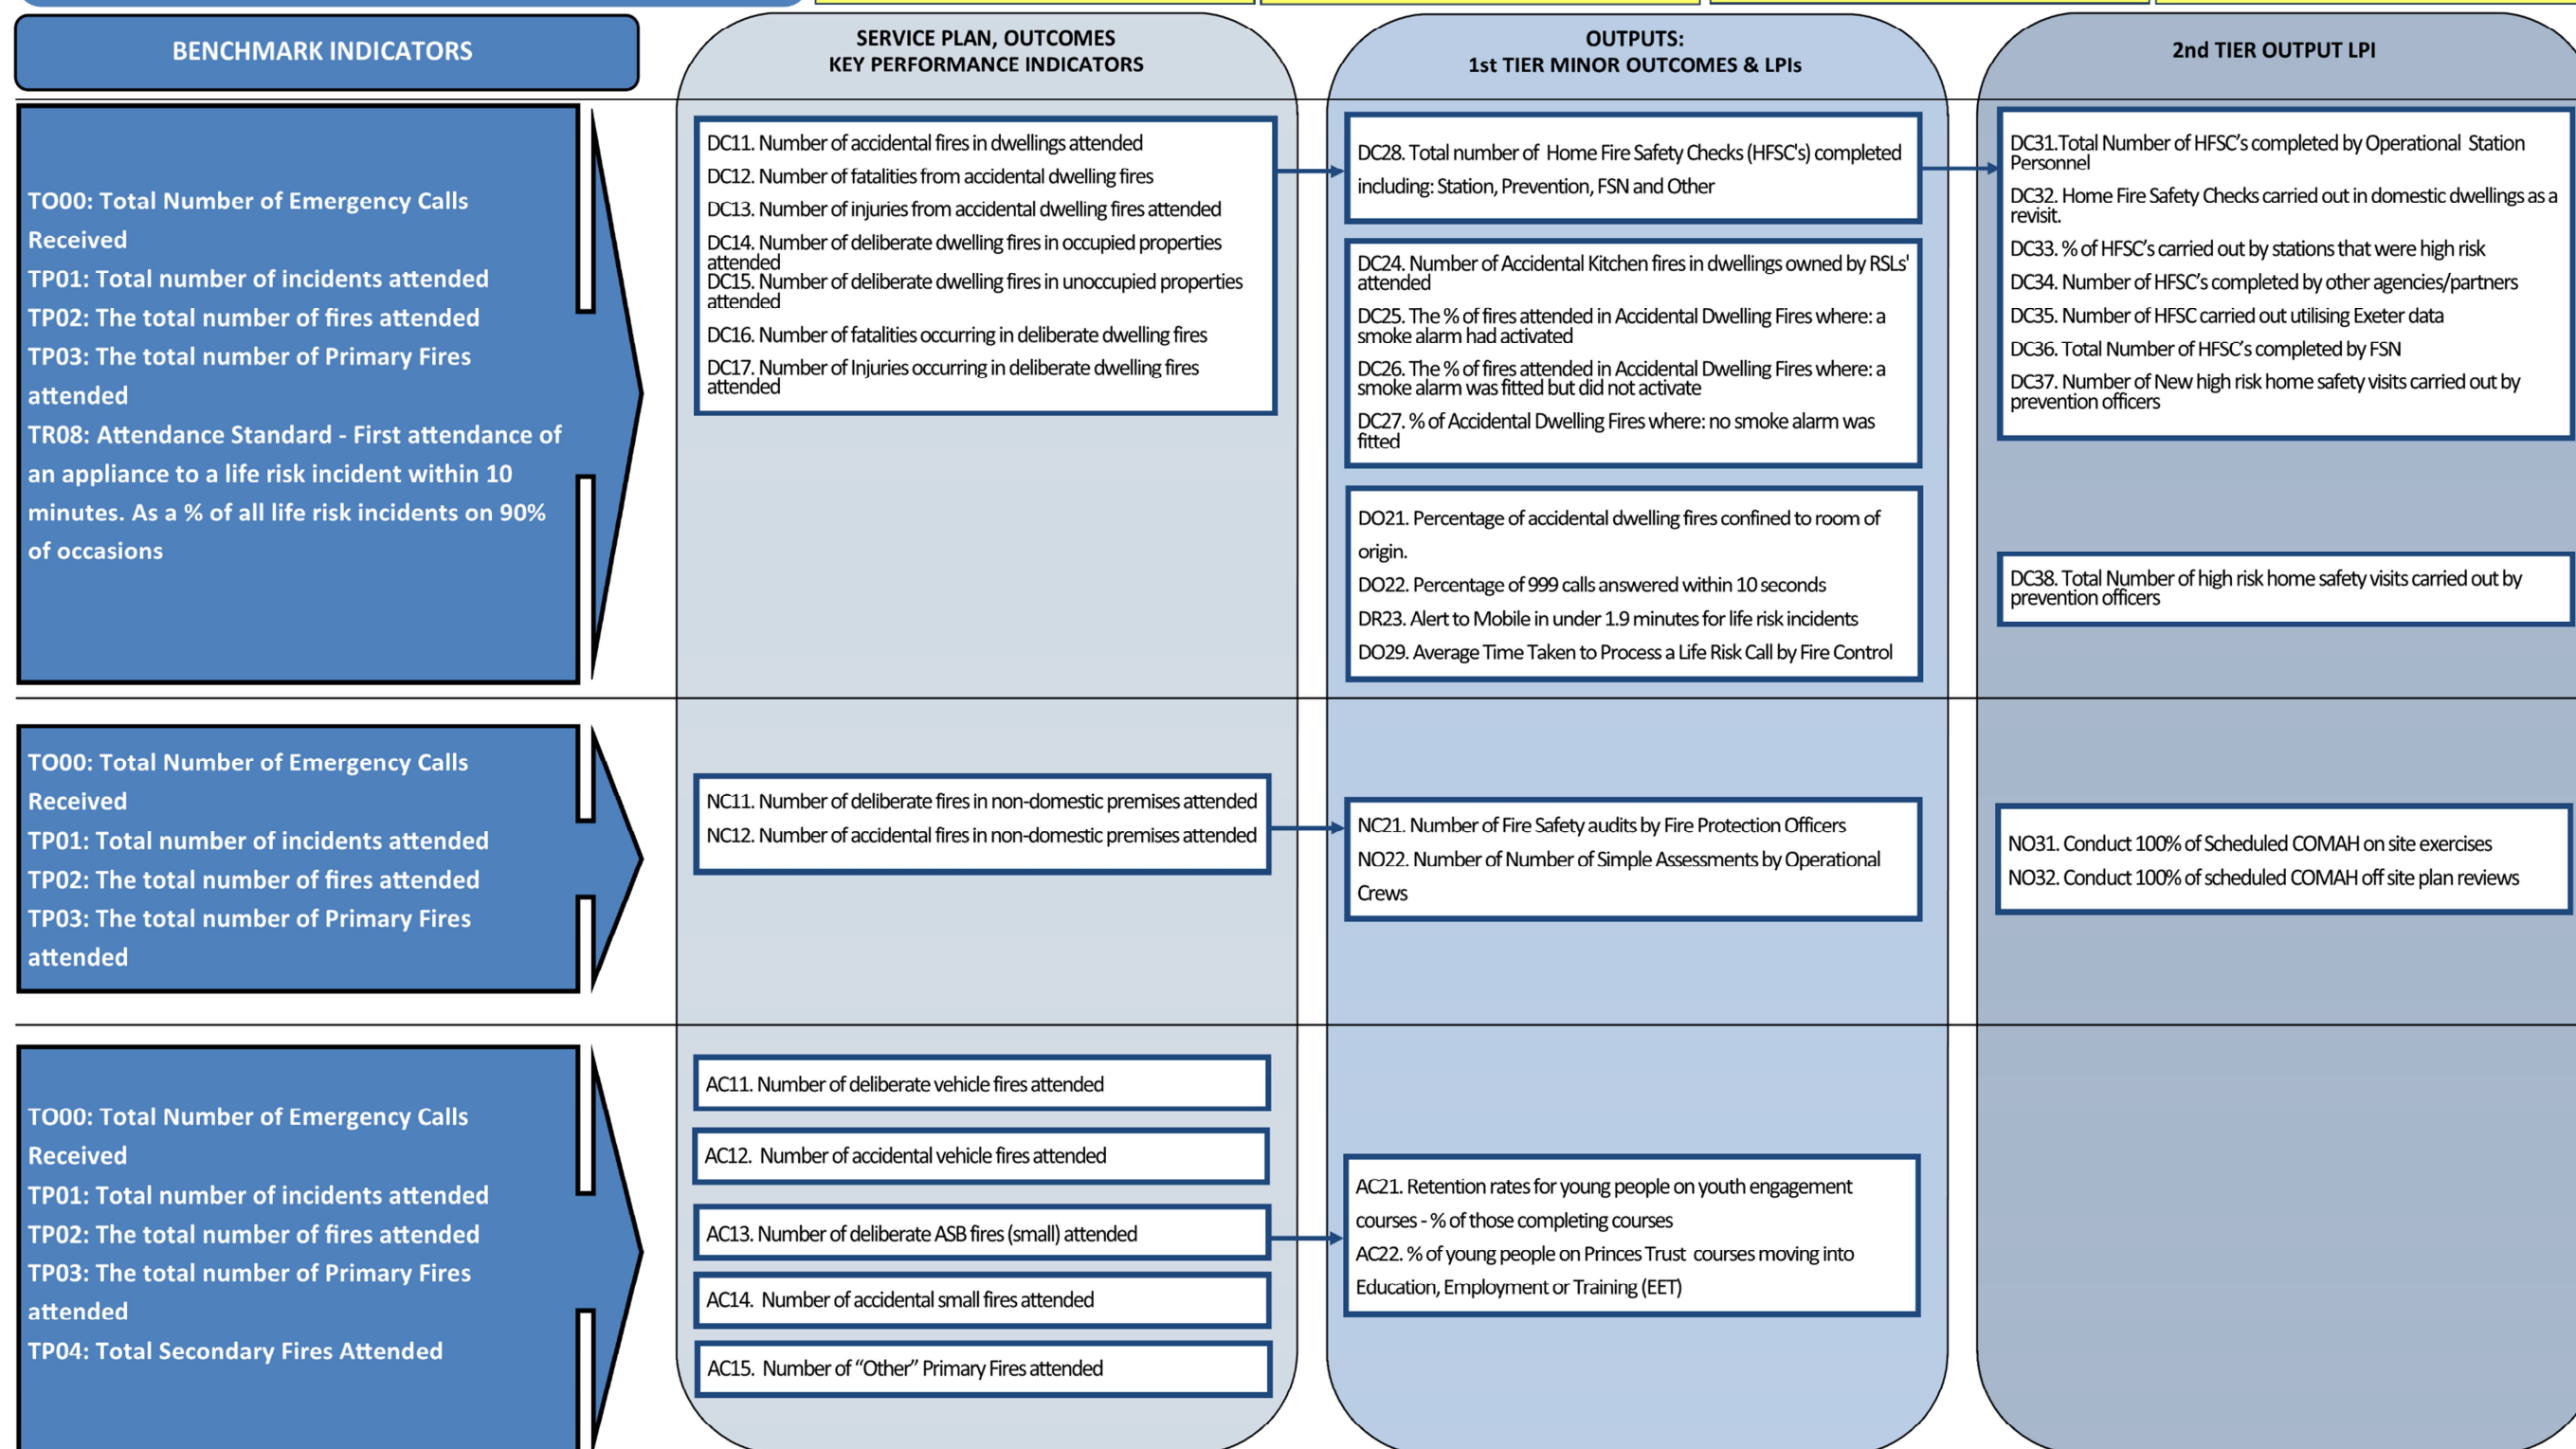 BENCHMARK INDICATORS
SERVICE PLAN, OUTCOMES
KEY PERFORMANCE INDICATORS
OUTPUTS:
1st TIER MINOR OUTCOMES & LPIs
2nd TIER OUTPUT LPI
TO00: Total Number of Emergency Calls
Received
TP01: Total number of incidents attended
TP02: The total number of fires attended
TP03: The total number of Primary Fires
attended
TR08: Attendance Standard - First attendance of
an appliance to a life risk incident within 10
minutes. As a % of all life risk incidents on 90%
of occasions
DC11. Number of accidental fires in dwellings attended
DC12. Number of fatalities from accidental dwelling fires
DC13. Number of injuries from accidental dwelling fires attended
DC14. Number of deliberate dwelling fires in occupied properties
attended
DC15. Number of deliberate dwelling fires in unoccupied properties
attended
DC16. Number of fatalities occurring in deliberate dwelling fires
DC17. Number of Injuries occurring in deliberate dwelling fires
attended
DC28. Total number of Home Fire Safety Checks (HFSC's) completed
including: Station, Prevention, FSN and Other
DC24. Number of Accidental Kitchen fires in dwellings owned by RSLs'
attended
DC25. The % of fires attended in Accidental Dwelling Fires where: a
smoke alarm had activated
DC26. The % of fires attended in Accidental Dwelling Fires where: a
smoke alarm was fitted but did not activate
DC27. % of Accidental Dwelling Fires where: no smoke alarm was
fitted
DO21. Percentage of accidental dwelling fires confined to room of
origin.
DO22. Percentage of 999 calls answered within 10 seconds
DR23. Alert to Mobile in under 1.9 minutes for life risk incidents
DO29. Average Time Taken to Process a Life Risk Call by Fire Control
DC31.Total Number of HFSC’s completed by Operational Station
Personnel
DC32. Home Fire Safety Checks carried out in domestic dwellings as a
revisit.
DC33. % of HFSC’s carried out by stations that were high risk
DC34. Number of HFSC’s completed by other agencies/partners
DC35. Number of HFSC carried out utilising Exeter data
DC36. Total Number of HFSC’s completed by FSN
DC37. Number of New high risk home safety visits carried out by
prevention officers
DC38. Total Number of high risk home safety visits carried out by
prevention officers
TO00: Total Number of Emergency Calls
Received
TP01: Total number of incidents attended
TP02: The total number of fires attended
TP03: The total number of Primary Fires
attended
NC11. Number of deliberate fires in non-domestic premises attended
NC12. Number of accidental fires in non-domestic premises attended
NC21. Number of Fire Safety audits by Fire Protection Officers
NO22. Number of Number of Simple Assessments by Operational
Crews
NO31. Conduct 100% of Scheduled COMAH on site exercises
NO32. Conduct 100% of scheduled COMAH off site plan reviews
TO00: Total Number of Emergency Calls
Received
TP01: Total number of incidents attended
TP02: The total number of fires attended
TP03: The total number of Primary Fires
attended
TP04: Total Secondary Fires Attended
AC11. Number of deliberate vehicle fires attended
AC12. Number of accidental vehicle fires attended
AC13. Number of deliberate ASB fires (small) attended
AC14. Number of accidental small fires attended
AC15. Number of “Other” Primary Fires attended
AC21. Retention rates for young people on youth engagement
courses - % of those completing courses
AC22. % of young people on Princes Trust courses moving into
Education, Employment or Training (EET)